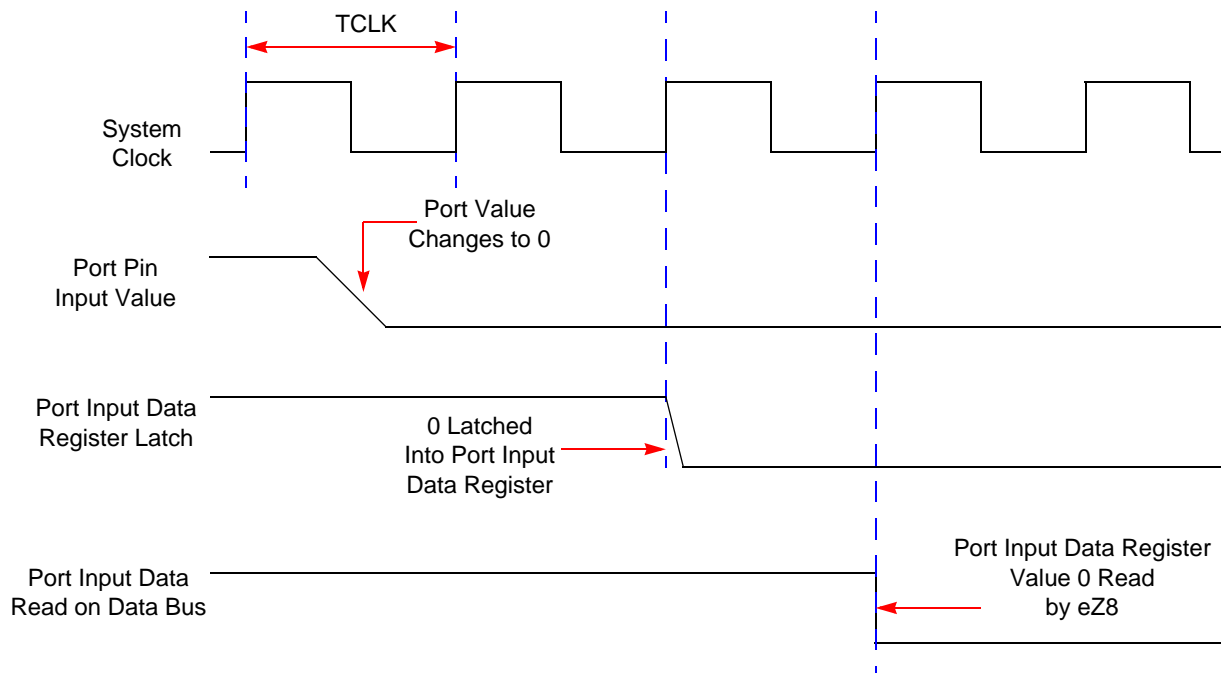 TCLK
System
Clock
Port Value
Changes to 0
Port Pin
Input Value
Port Input Data
Register Latch
0 Latched
Into Port Input
Data Register
Port Input Data
Read on Data Bus
Port Input Data Register
Value 0 Read
by eZ8